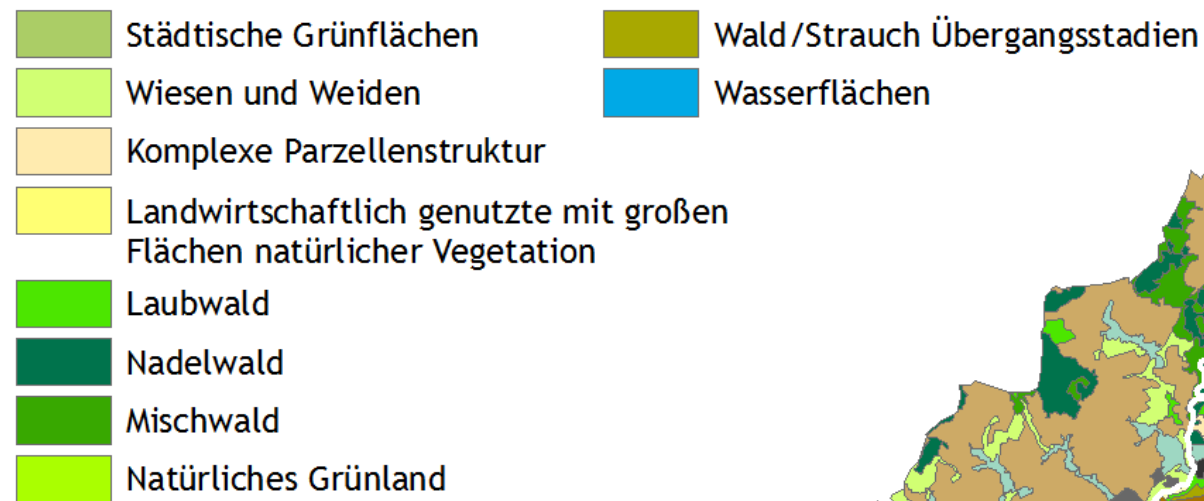 Städtische Grünflächen
Wiesen und Weiden
Komplexe Parzellenstruktur
Landwirtschaftlich genutzte mit großen
Flächen natürlicher Vegetation
Laubwald
Nadelwald
Mischwald
Natürliches Grünland
Wald/Strauch Übergangsstadien
Wasserflächen